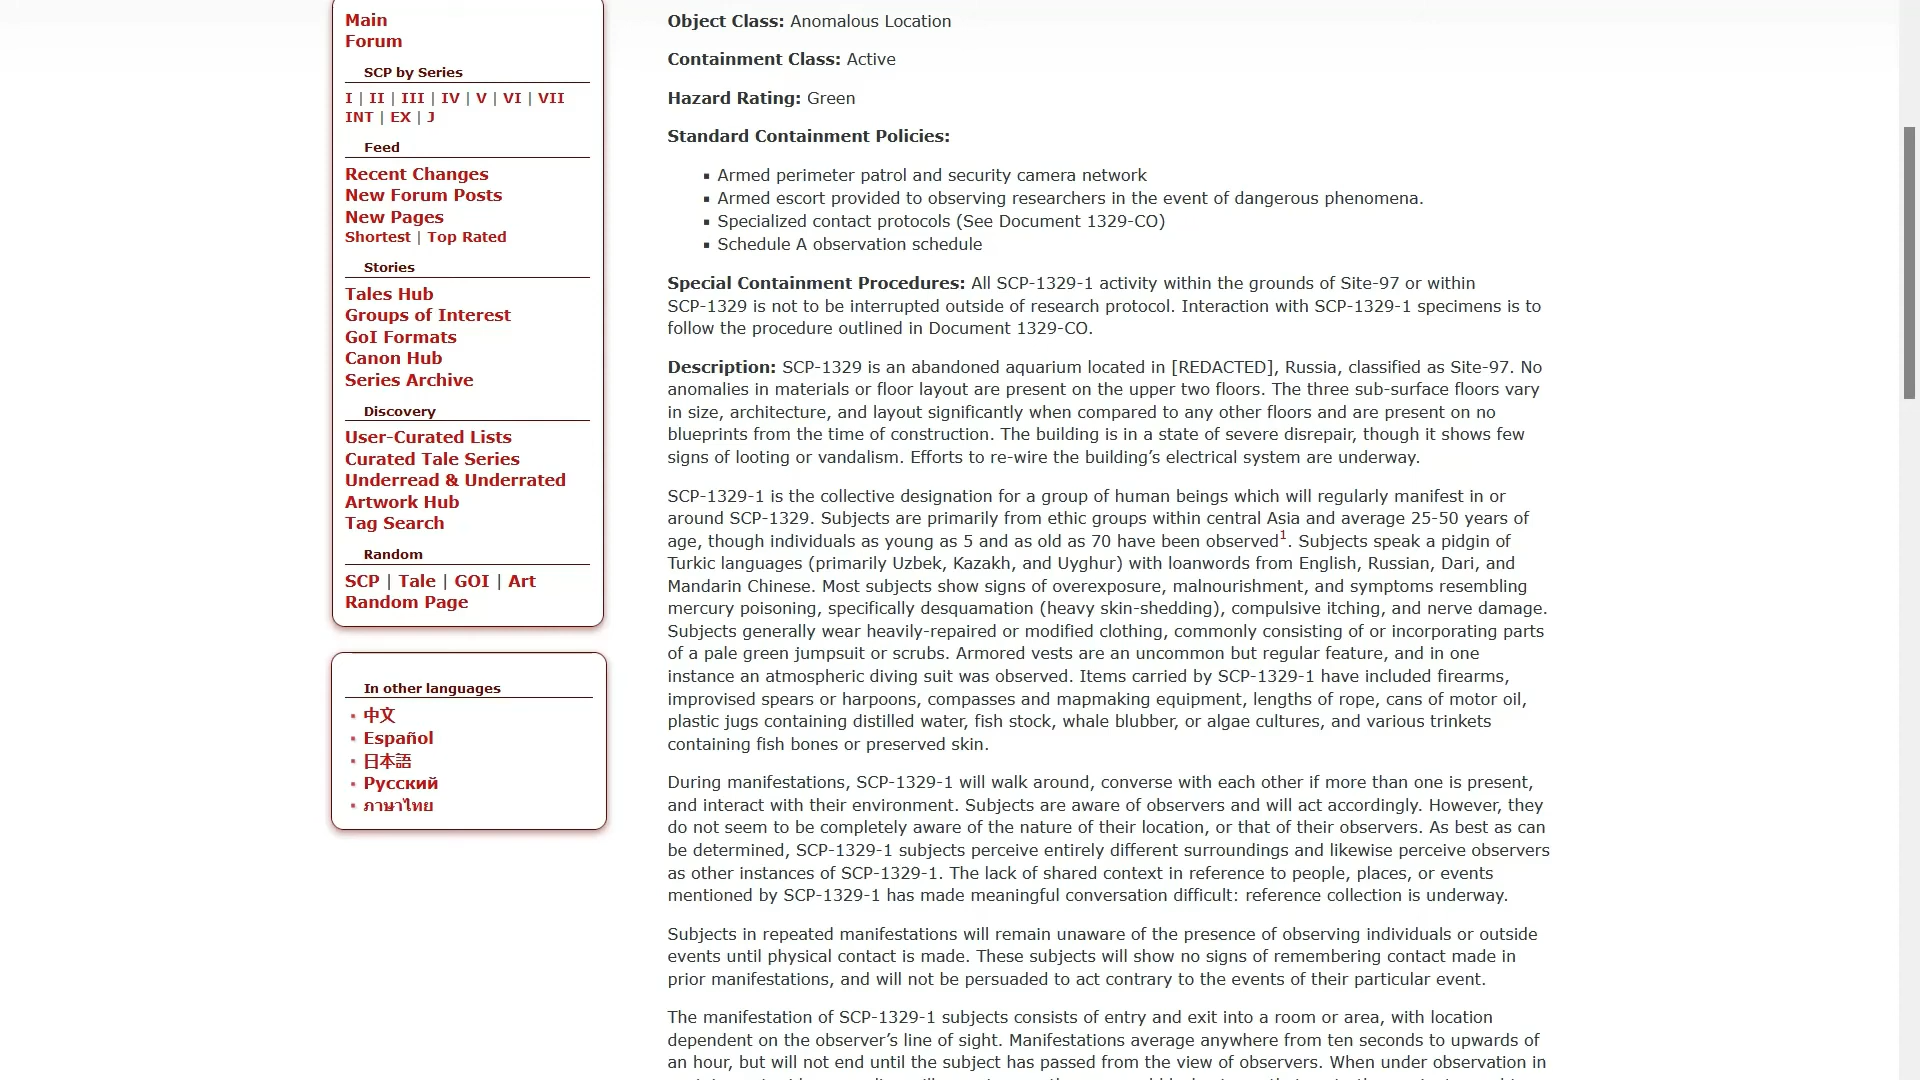 Main
Forum
SCP by Series
I | II | III | IV | V | VI | VII
INT | EX | J
Feed
Recent Changes
New Forum Posts
New Pages
Shortest | Top Rated
Stories
Tales Hub
Groups of Interest
GoI Formats
Canon Hub
Series Archive
Discovery
User-Curated Lists
Curated Tale Series
Underread & Underrated
Artwork Hub
Tag Search
Random
SCP | Tale | GOI | Art
Random Page
In other languages
中文
Español
日本語
Русский
ภาษาไทย
Object Class: Anomalous Location
Containment Class: Active
Hazard Rating: Green
Standard Containment Policies:
Armed perimeter patrol and security camera network
Armed escort provided to observing researchers in the event of dangerous phenomena.
Specialized contact protocols (See Document 1329-CO)
Schedule A observation schedule
Special Containment Procedures: All SCP-1329-1 activity within the grounds of Site-97 or within
SCP-1329 is not to be interrupted outside of research protocol. Interaction with SCP-1329-1 specimens is to
follow the procedure outlined in Document 1329-CO.
Description: SCP-1329 is an abandoned aquarium located in [REDACTED], Russia, classified as Site-97. No
anomalies in materials or floor layout are present on the upper two floors. The three sub-surface floors vary
in size, architecture, and layout significantly when compared to any other floors and are present on no
blueprints from the time of construction. The building is in a state of severe disrepair, though it shows few
signs of looting or vandalism. Efforts to re-wire the building’s electrical system are underway.
SCP-1329-1 is the collective designation for a group of human beings which will regularly manifest in or
around SCP-1329. Subjects are primarily from ethic groups within central Asia and average 25-50 years of
age, though individuals as young as 5 and as old as 70 have been observed1. Subjects speak a pidgin of
Turkic languages (primarily Uzbek, Kazakh, and Uyghur) with loanwords from English, Russian, Dari, and
Mandarin Chinese. Most subjects show signs of overexposure, malnourishment, and symptoms resembling
mercury poisoning, specifically desquamation (heavy skin-shedding), compulsive itching, and nerve damage.
Subjects generally wear heavily-repaired or modified clothing, commonly consisting of or incorporating parts
of a pale green jumpsuit or scrubs. Armored vests are an uncommon but regular feature, and in one
instance an atmospheric diving suit was observed. Items carried by SCP-1329-1 have included firearms,
improvised spears or harpoons, compasses and mapmaking equipment, lengths of rope, cans of motor oil,
plastic jugs containing distilled water, fish stock, whale blubber, or algae cultures, and various trinkets
containing fish bones or preserved skin.
During manifestations, SCP-1329-1 will walk around, converse with each other if more than one is present,
and interact with their environment. Subjects are aware of observers and will act accordingly. However, they
do not seem to be completely aware of the nature of their location, or that of their observers. As best as can
be determined, SCP-1329-1 subjects perceive entirely different surroundings and likewise perceive observers
as other instances of SCP-1329-1. The lack of shared context in reference to people, places, or events
mentioned by SCP-1329-1 has made meaningful conversation difficult: reference collection is underway.
Subjects in repeated manifestations will remain unaware of the presence of observing individuals or outside
events until physical contact is made. These subjects will show no signs of remembering contact made in
prior manifestations, and will not be persuaded to act contrary to the events of their particular event.
The manifestation of SCP-1329-1 subjects consists of entry and exit into a room or area, with location
dependent on the observer’s line of sight. Manifestations average anywhere from ten seconds to upwards of
an hour, but will not end until the subject has passed from the view of observers. When under observation in